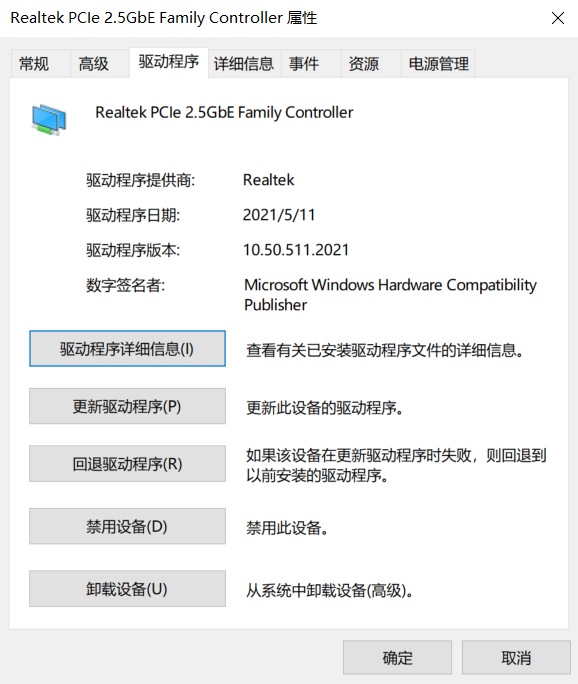 Realtek PCIe 2.5GbE Family Controller 属性
常规 高级 驱动程序 详细信息 事件 资源 电源管理
Realtek PCIe 2.5GbE Family Controller
驱动程序提供商: Realtek
驱动程序日期: 2021/5/11
驱动程序版本: 10.50.511.2021
数字签名者: Microsoft Windows Hardware Compatibility
Publisher
驱动程序详细信息(I) 查看有关已安装驱动程序文件的详细信息。
更新驱动程序(P) 更新此设备的驱动程序。
回退驱动程序(R) 如果该设备在更新驱动程序时失败，则回退到
以前安装的驱动程序。
禁用设备(D) 禁用此设备。
卸载设备(U) 从系统中卸载设备(高级)。
确定 取消